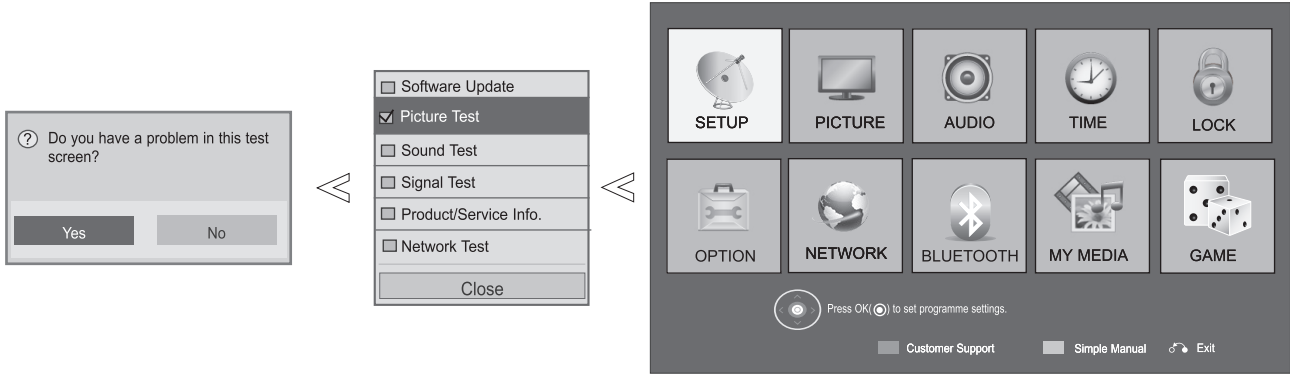 Do you have a problem in this test
screen?
Yes
No
Software Update
Picture Test
Sound Test
Signal Test
Product/Service Info.
Network Test
Close
SETUP
PICTURE
AUDIO
TIME
LOCK
OPTION
NETWORK
BLUETOOTH
MY MEDIA
GAME
Press OK( ) to set programme settings.
Customer Support
Simple Manual
Exit